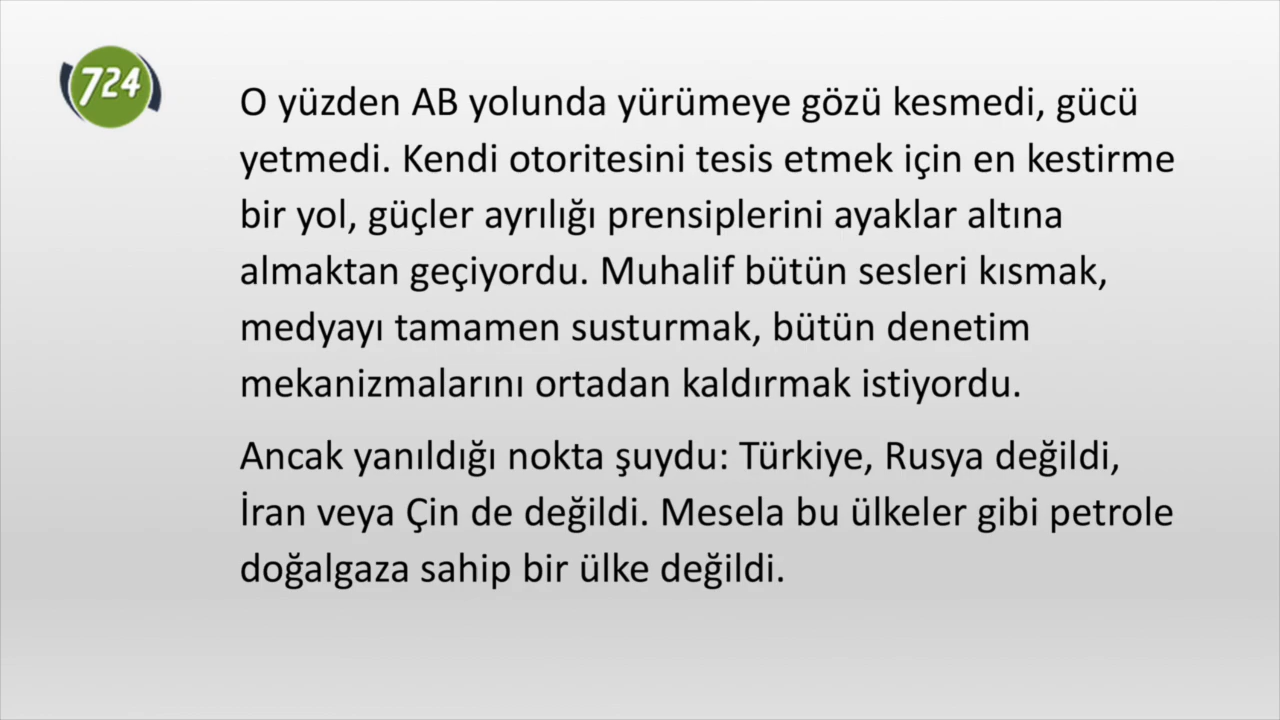 724
O yüzden AB yolunda yürümeye gözü kesmedi, gücü
yetmedi. Kendi otoritesini tesis etmek için en kestirme
bir yol, güçler ayrılığı prensiplerini ayaklar altına
almaktan geçiyordu. Muhalif bütün sesleri kısmak,
medyayı tamamen susturmak, bütün denetim
mekanizmalarını ortadan kaldırmak istiyordu.
Ancak yanıldığı nokta şuydu: Türkiye, Rusya değildi,
İran veya Çin de değildi. Mesela bu ülkeler gibi petrole
doğalgaza sahip bir ülke değildi.